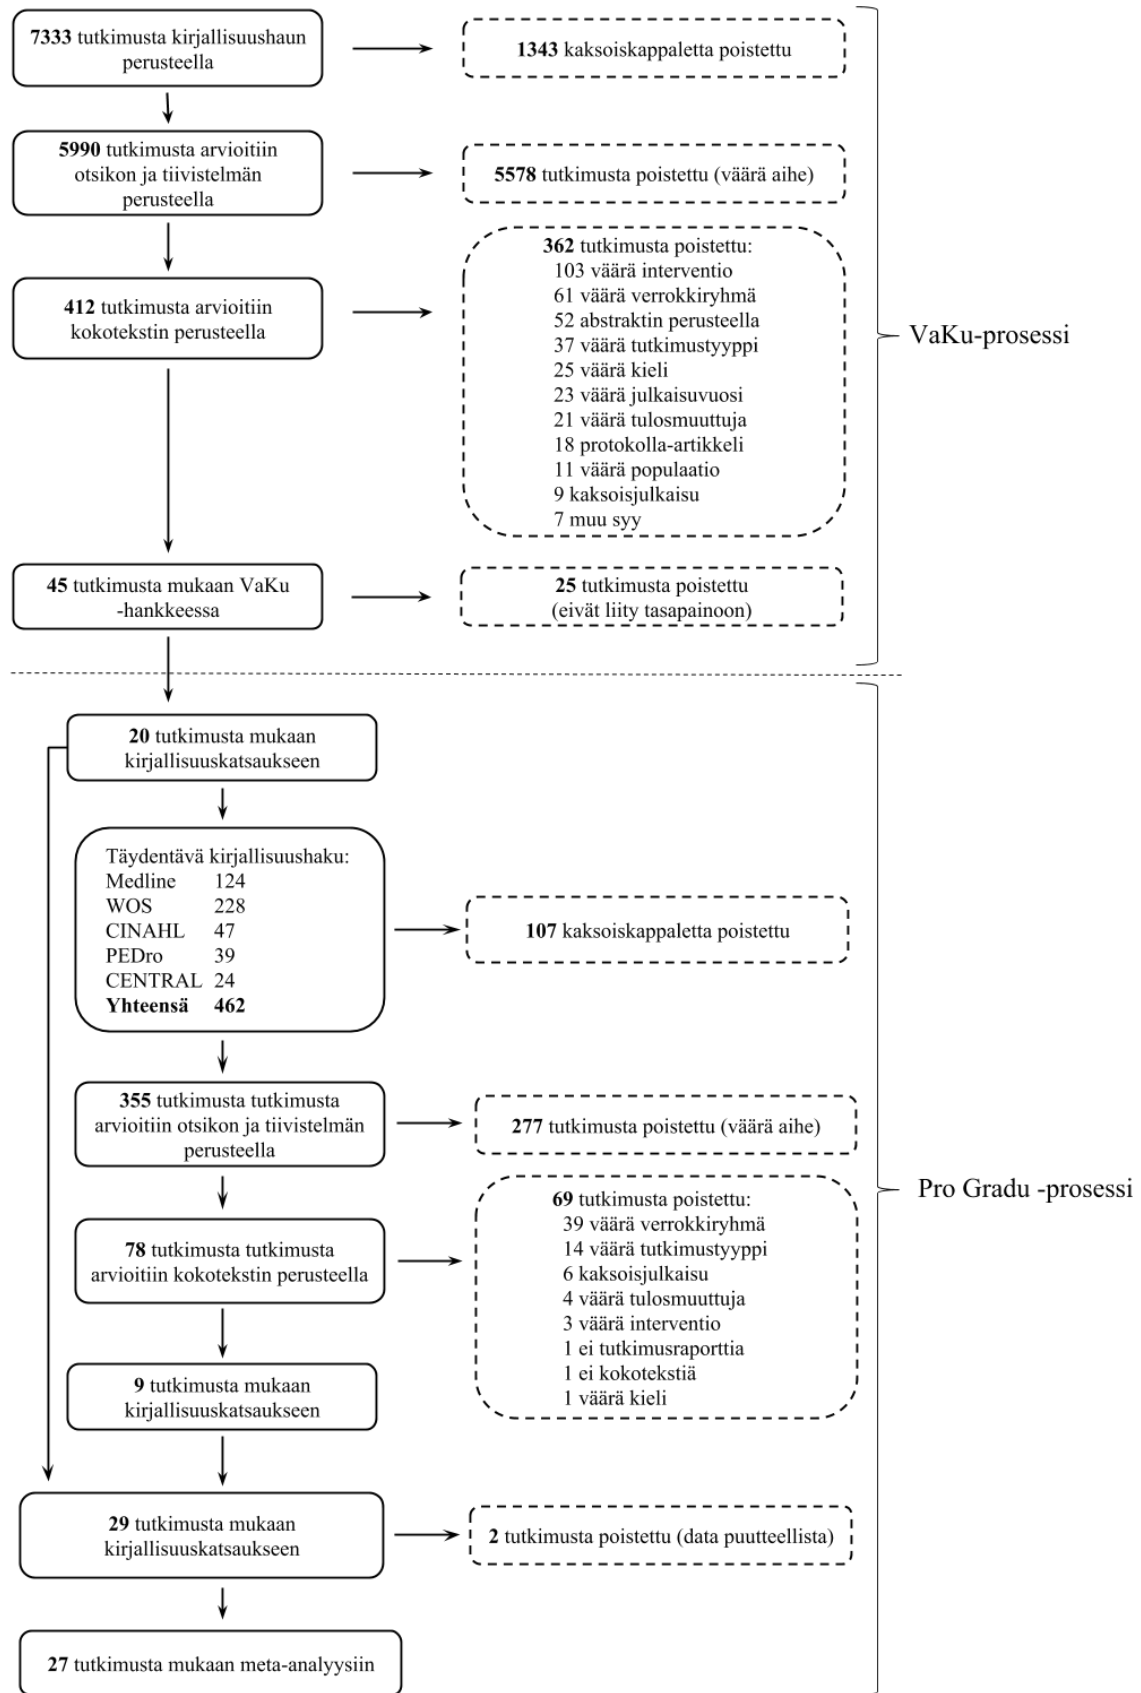 7333 tutkimusta kirjallisuushaun
perusteella
1343 kaksoiskappaletta poistettu
5990 tutkimusta arvioitiin
otsikon ja tiivistelmän
perusteella
5578 tutkimusta poistettu (väärä aihe)
412 tutkimusta arvioitiin
kokotekstin perusteella
362 tutkimusta poistettu:
103 väärä interventio
61 väärä verrokkiryhmä
52 abstraktin perusteella
37 väärä tutkimustyyppi
25 väärä kieli
23 väärä julkaisuvuosi
21 väärä tulosmuuttuja
18 protokolla-artikkeli
11 väärä populaatio
9 kaksoisjulkaisu
7 muu syy
VaKu-prosessi
45 tutkimusta mukaan VaKu
-hankkeessa
25 tutkimusta poistettu
(eivät liity tasapainoon)
20 tutkimusta mukaan
kirjallisuuskatsaukseen
Täydentävä kirjallisuushaku:
Medline 124
WOS 228
CINAHL 47
PEDro 39
CENTRAL 24
Yhteensä 462
107 kaksoiskappaletta poistettu
355 tutkimusta tutkimusta
arvioitiin otsikon ja tiivistelmän
perusteella
277 tutkimusta poistettu (väärä aihe)
78 tutkimusta tutkimusta
arvioitiin kokotekstin perusteella
69 tutkimusta poistettu:
39 väärä verrokkiryhmä
14 väärä tutkimustyyppi
6 kaksoisjulkaisu
4 väärä tulosmuuttuja
3 väärä interventio
1 ei tutkimusraporttia
1 ei kokotekstiä
1 väärä kieli
Pro Gradu -prosessi
9 tutkimusta mukaan
kirjallisuuskatsaukseen
29 tutkimusta mukaan
kirjallisuuskatsaukseen
2 tutkimusta poistettu (data puutteellista)
27 tutkimusta mukaan meta-analyysiin